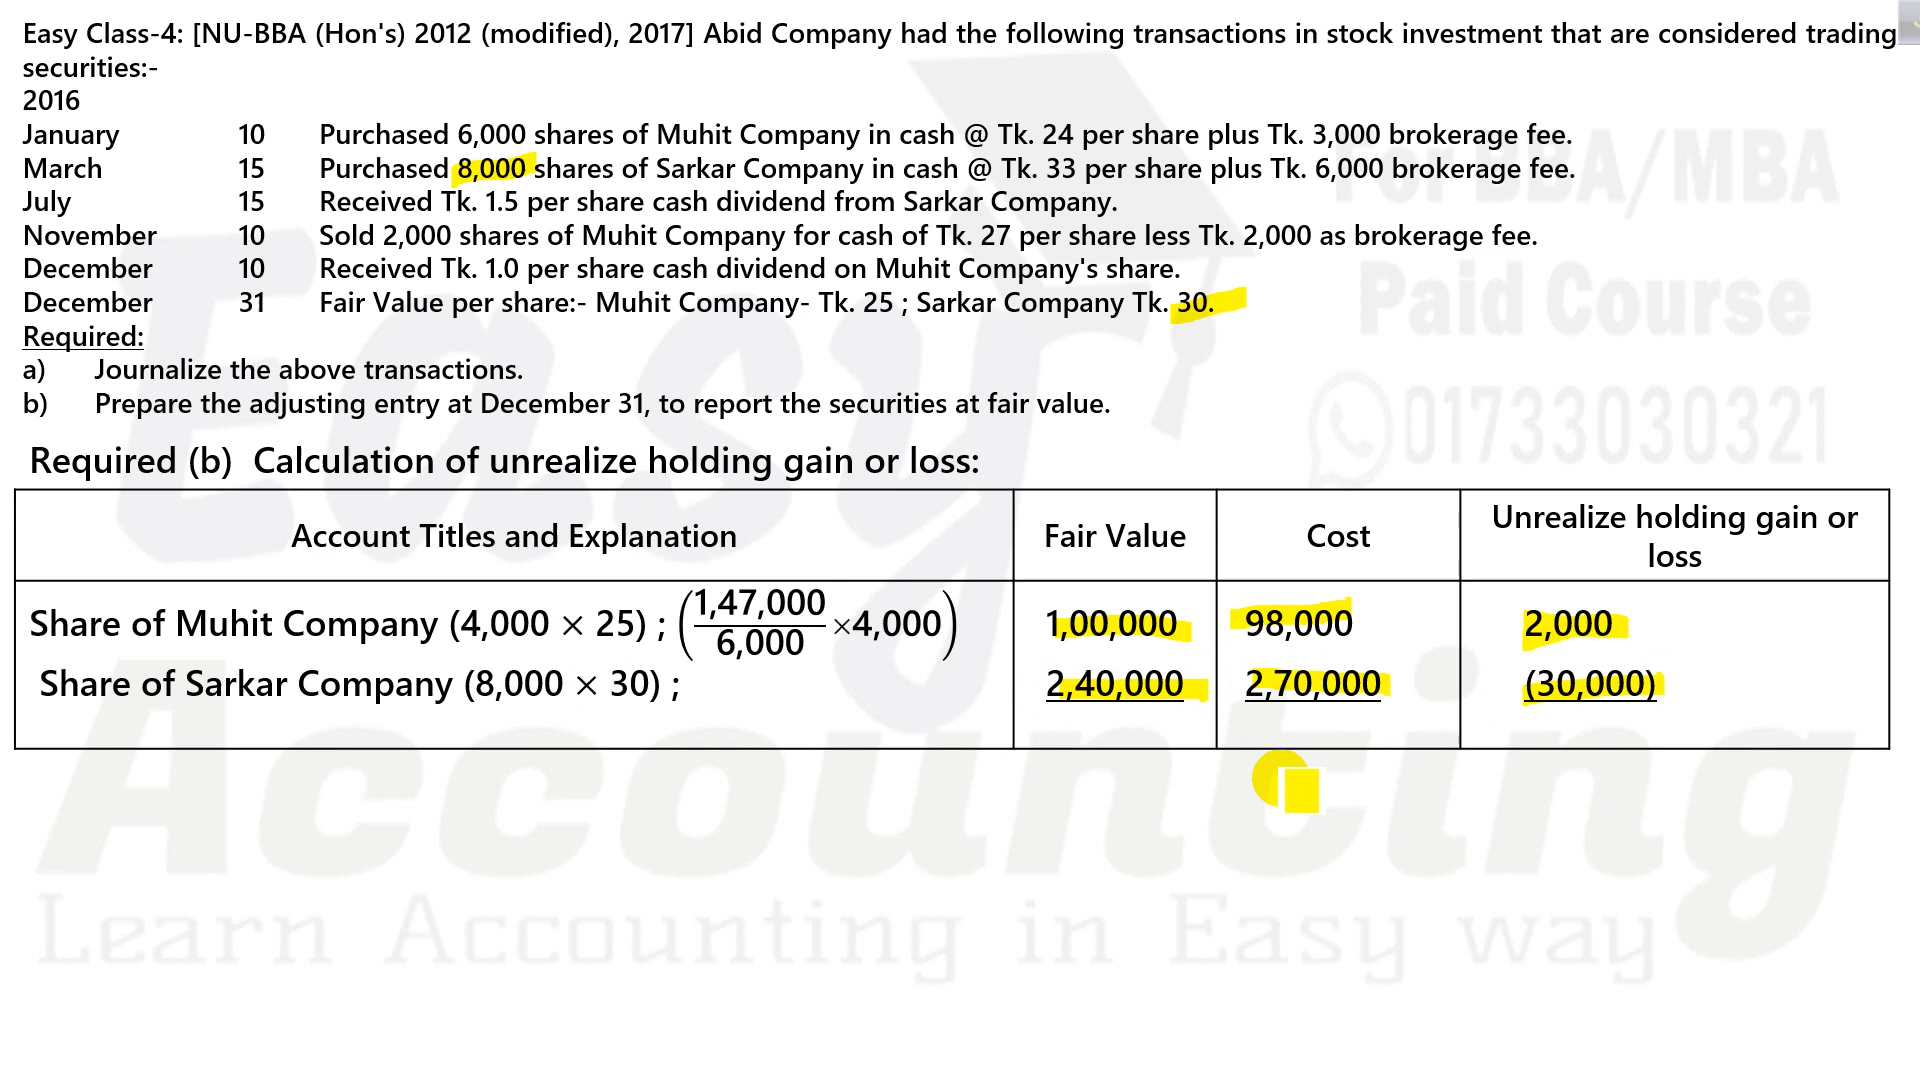 Easy Class-4: [NU-BBA (Hon's) 2012 (modified), 2017] Abid Company had the following transactions in stock investment that are considered trading
securities:-
2016
January 10 Purchased 6,000 shares of Muhit Company in cash @ Tk. 24 per share plus Tk. 3,000 brokerage fee.
March 15 Purchased 8,000 shares of Sarkar Company in cash @ Tk. 33 per share plus Tk. 6,000 brokerage fee.
July 15 Received Tk. 1.5 per share cash dividend from Sarkar Company.
November 10 Sold 2,000 shares of Muhit Company for cash of Tk. 27 per share less Tk. 2,000 as brokerage fee.
December 10 Received Tk. 1.0 per share cash dividend on Muhit Company's share.
December 31 Fair Value per share:- Muhit Company- Tk. 25 ; Sarkar Company Tk. 30.
Required:
a) Journalize the above transactions.
b) Prepare the adjusting entry at December 31, to report the securities at fair value.
Required (b) Calculation of unrealize holding gain or loss:
Account Titles and Explanation Fair Value Cost Unrealize holding gain or
loss
Share of Muhit Company (4,000 × 25) ; (1,47,000/6,000 ×4,000) 1,00,000 98,000 2,000
Share of Sarkar Company (8,000 × 30) ; 2,40,000 2,70,000 (30,000)
For BBA/MBA
Paid Course
01733030321
Easy
Accounting
Learn Accounting in Easy way